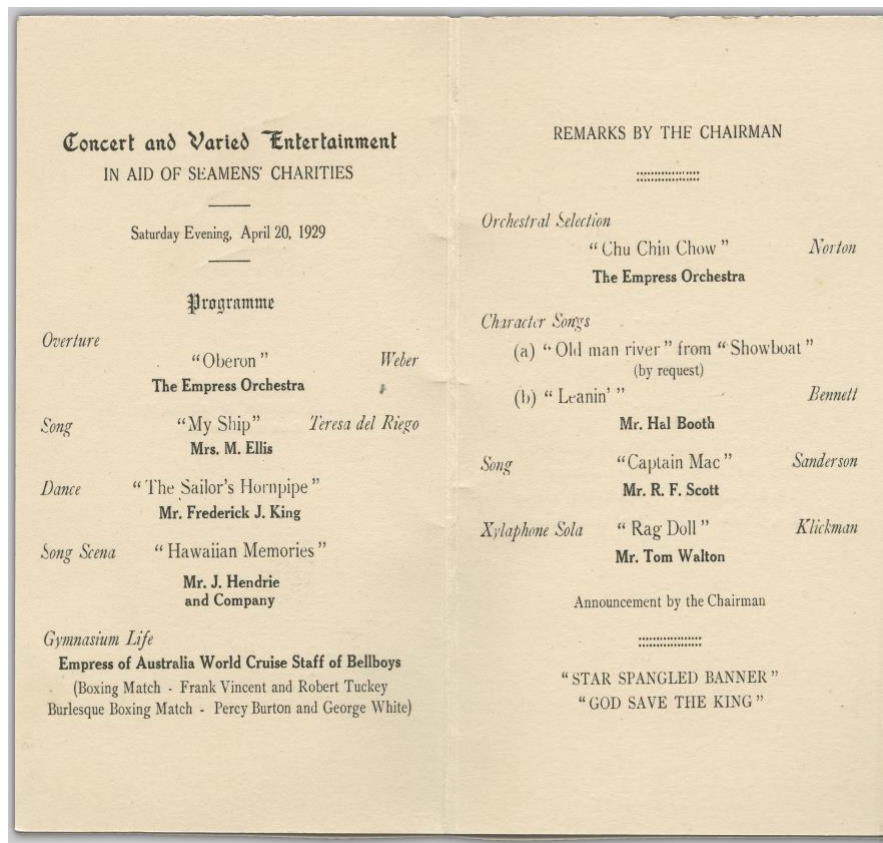 Concert and Varied Entertainment
IN AID OF SEAMENS' CHARITIES
Saturday Evening, April 20, 1929
Programme
Overture
"Oberon" Weber
The Empress Orchestra
Song "My Ship" Teresa del Riego
Mrs. M. Ellis
Dance "The Sailor's Hornpipe"
Mr. Frederick J. King
Song Scena "Hawaiian Memories"
Mr. J. Hendrie
and Company
Gymnasium Life
Empress of Australia World Cruise Staff of Bellboys
(Boxing Match - Frank Vincent and Robert Tuckey
Burlesque Boxing Match - Percy Burton and George White)
REMARKS BY THE CHAIRMAN
Orchestral Selection
"Chu Chin Chow" Norton
The Empress Orchestra
Character Songs
(a) "Old man river" from "Showboat"
(by request)
(b) "Leanin'" Bennett
Mr. Hal Booth
Song "Captain Mac" Sanderson
Mr. R. F. Scott
Xylaphone Sola "Rag Doll" Klickman
Mr. Tom Walton
Announcement by the Chairman
"STAR SPANGLED BANNER"
"GOD SAVE THE KING"